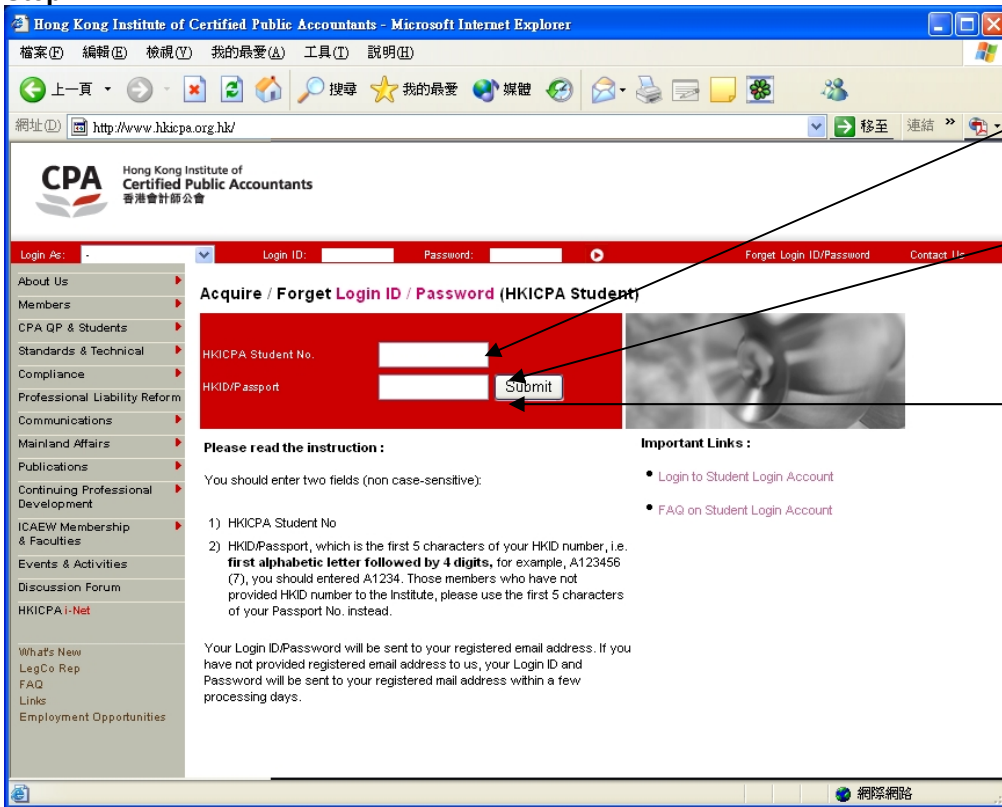 Hong Kong Institute of Certified Public Accountants - Microsoft Internet Explorer
檔案(F) 編輯(E) 檢視(V) 我的最愛(A) 工具(T) 說明(H)
上一頁 搜尋 我的最愛 媒體
網址(D) http://www.hkicpa.org.hk/ 移至 連結 »
CPA
Hong Kong Institute of
Certified Public Accountants
香港會計師公會
Login As: - Login ID: Password: Forget Login ID/Password Contact Us
About Us
Members
CPA QP & Students
Standards & Technical
Compliance
Professional Liability Reform
Communications
Mainland Affairs
Publications
Continuing Professional
Development
ICAEW Membership
& Faculties
Events & Activities
Discussion Forum
HKICPA i-Net
What's New
LegCo Rep
FAQ
Links
Employment Opportunities
Acquire / Forget Login ID / Password (HKICPA Student)
HKICPA Student No.
HKID/Passport Submit
Please read the instruction :
You should enter two fields (non case-sensitive):
1) HKICPA Student No
2) HKID/Passport, which is the first 5 characters of your HKID number, i.e.
first alphabetic letter followed by 4 digits, for example, A123456
(7), you should entered A1234. Those members who have not
provided HKID number to the Institute, please use the first 5 characters
of your Passport No. instead.
Your Login ID/Password will be sent to your registered email address. If you
have not provided registered email address to us, your Login ID and
Password will be sent to your registered mail address within a few
processing days.
Important Links :
• Login to Student Login Account
• FAQ on Student Login Account
網際網路